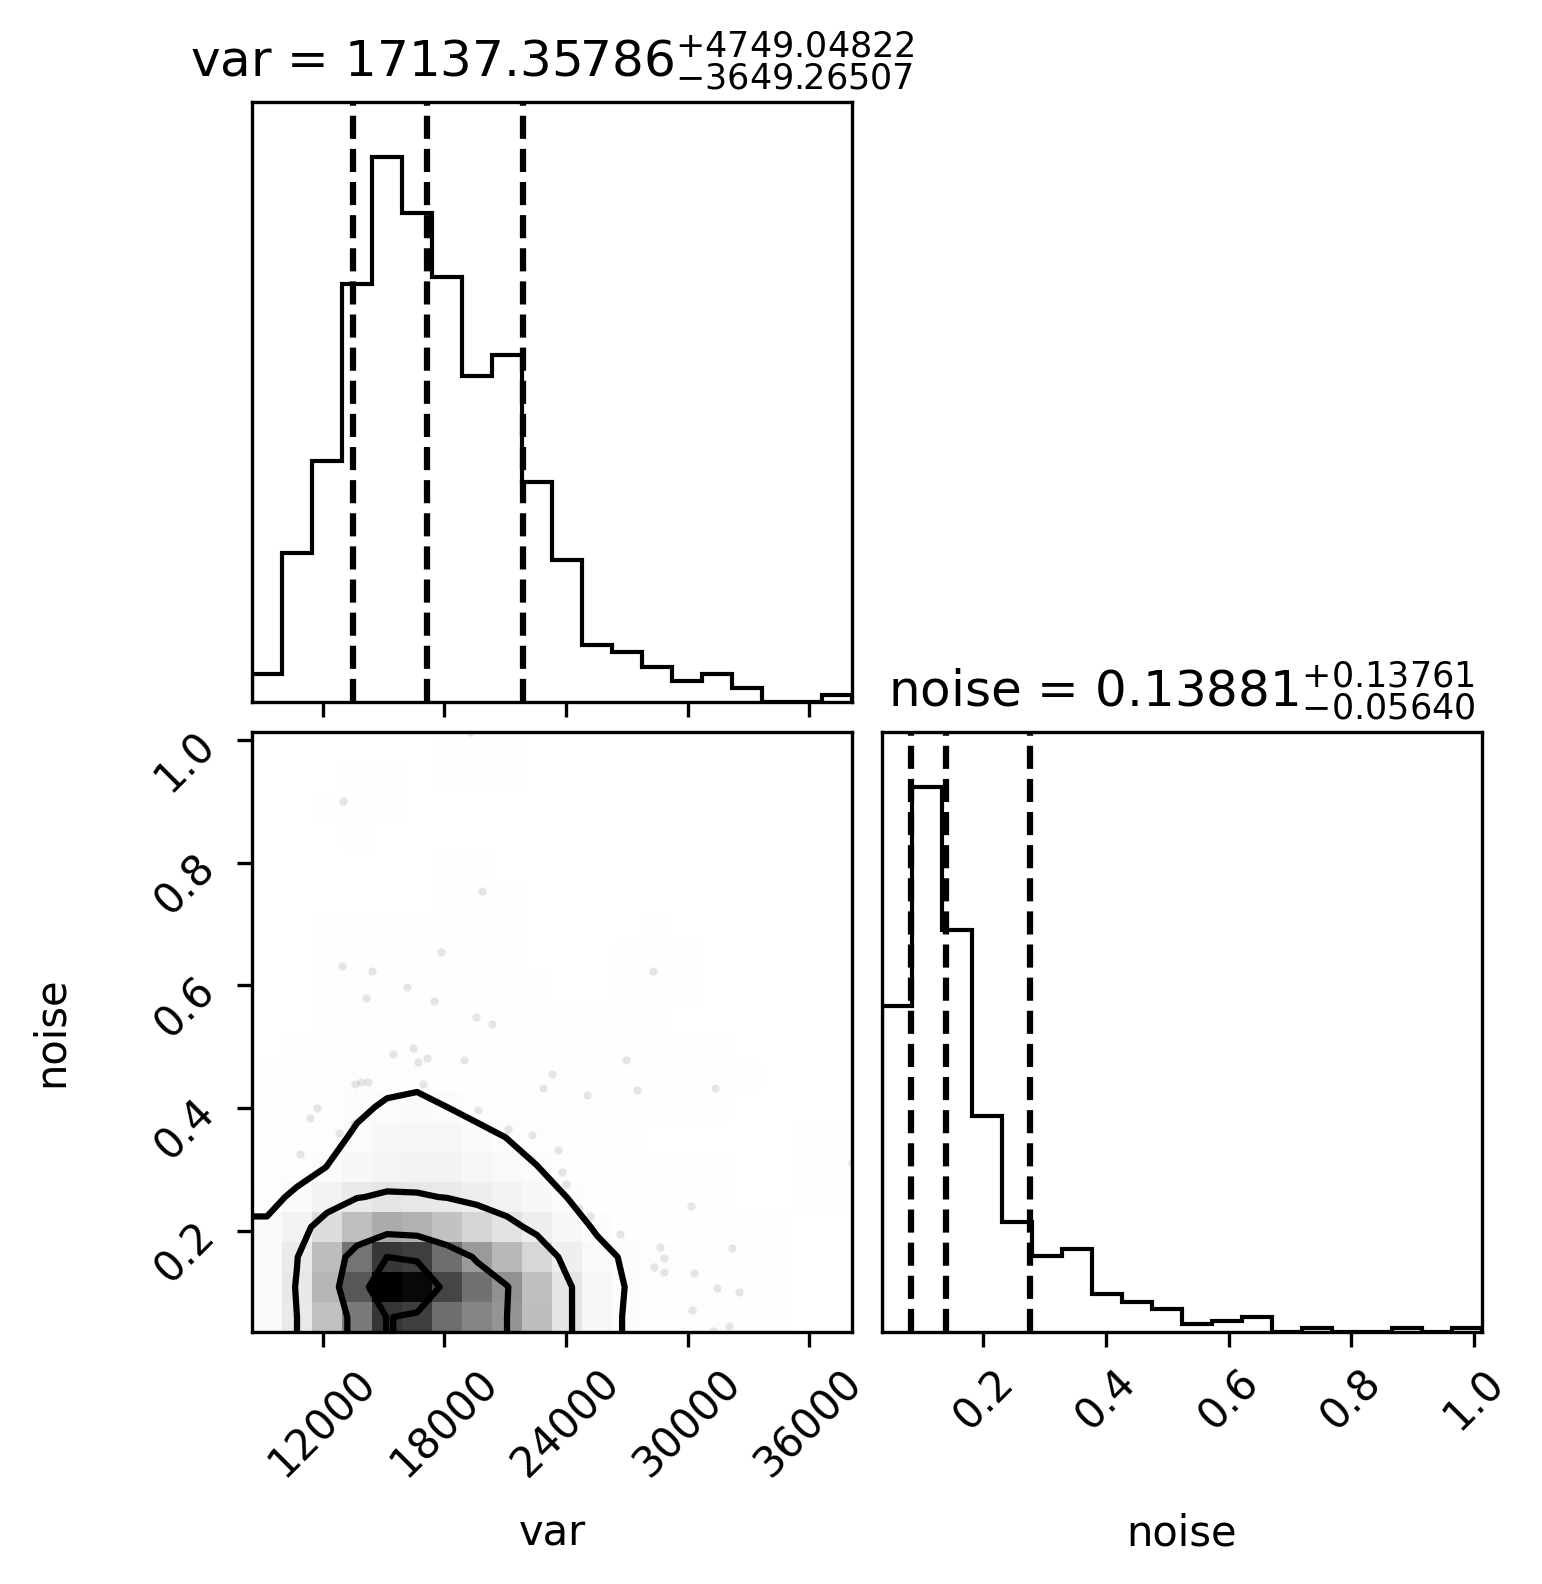 var = 17137.35786+4749.04822−3649.26507
noise = 0.13881+0.13761−0.05640
1.0
0.8
0.6
0.4
0.2
noise
12000 18000 24000 30000 36000
0.2 0.4 0.6 0.8 1.0
var
noise